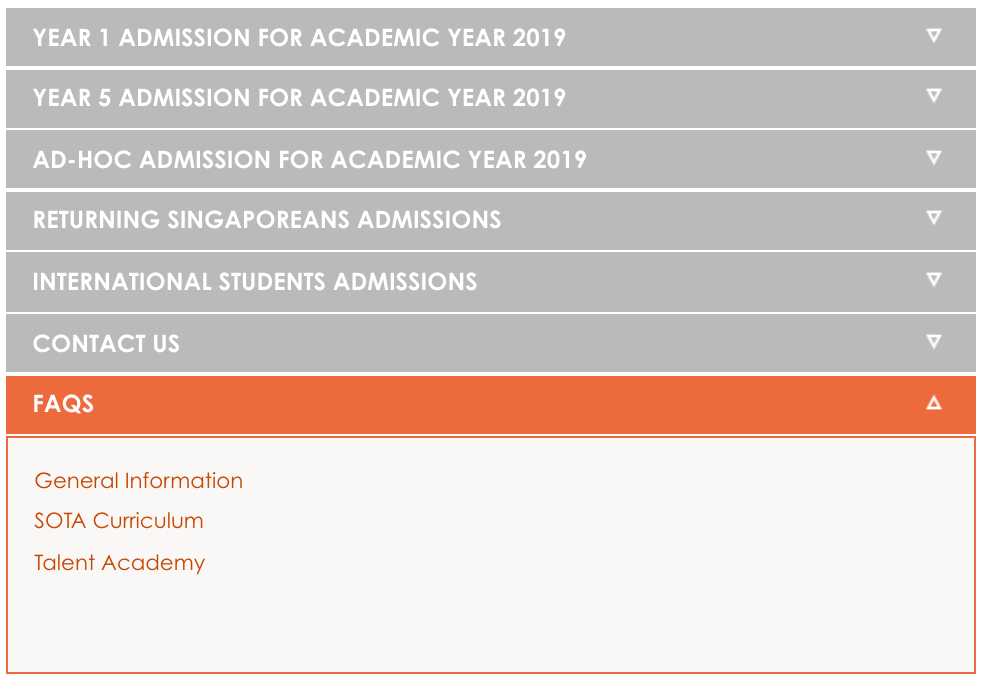 YEAR 1 ADMISSION FOR ACADEMIC YEAR 2019
YEAR 5 ADMISSION FOR ACADEMIC YEAR 2019
AD-HOC ADMISSION FOR ACADEMIC YEAR 2019
RETURNING SINGAPOREANS ADMISSIONS
INTERNATIONAL STUDENTS ADMISSIONS
CONTACT US
FAQS
General Information
SOTA Curriculum
Talent Academy